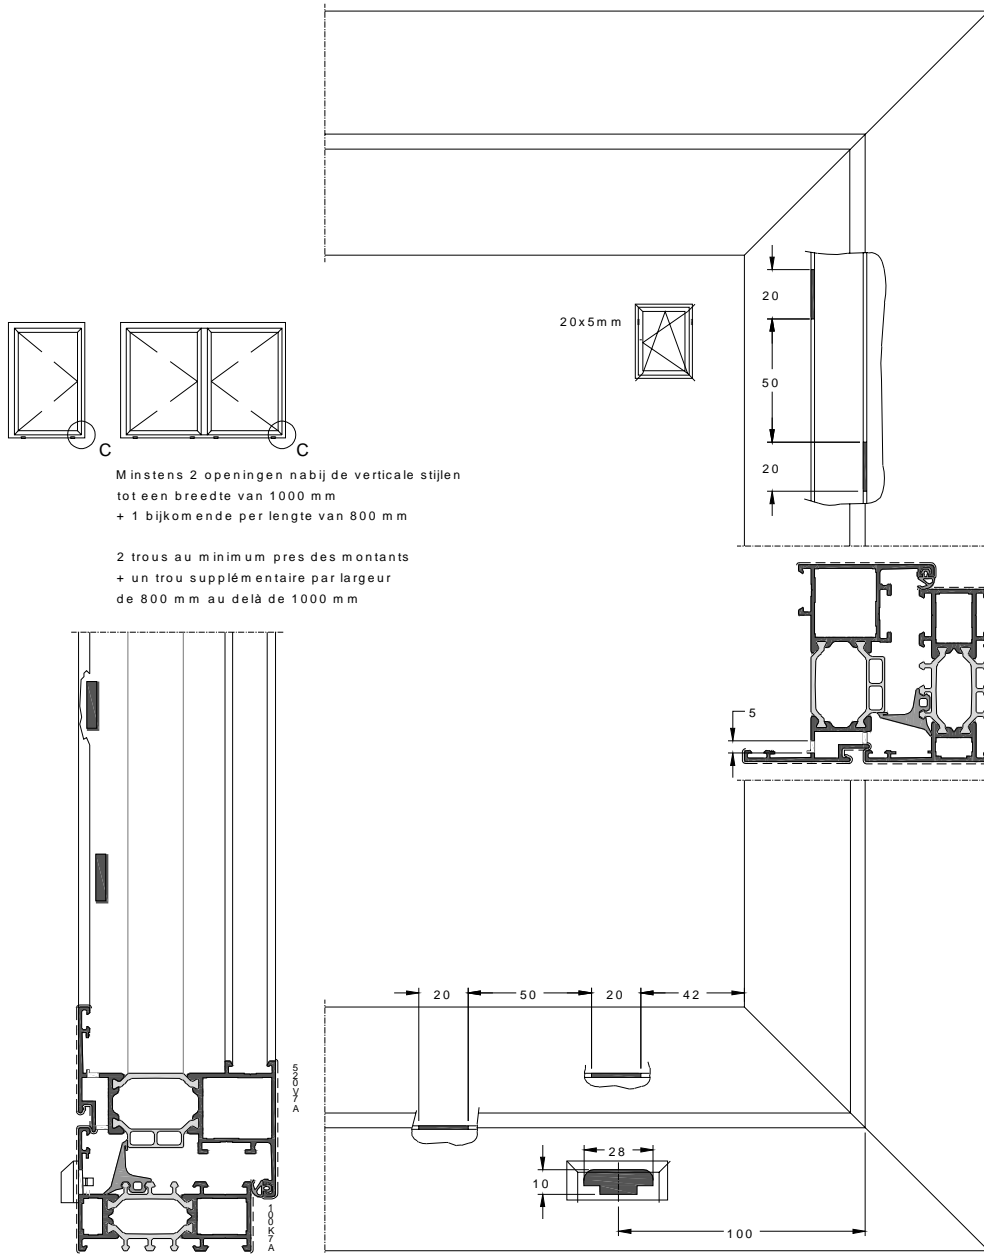 20
20x5mm
50
20
C
C
Minstens 2 openingen nabij de verticale stijlen
tot een breedte van 1000 mm
+ 1 bijkomende per lengte van 800 mm
2 trous au minimum pres des montants
+ un trou supplémentaire par largeur
de 800 mm au delà de 1000 mm
5
20
50
20
42
520V7A
28
10
100K7A
100